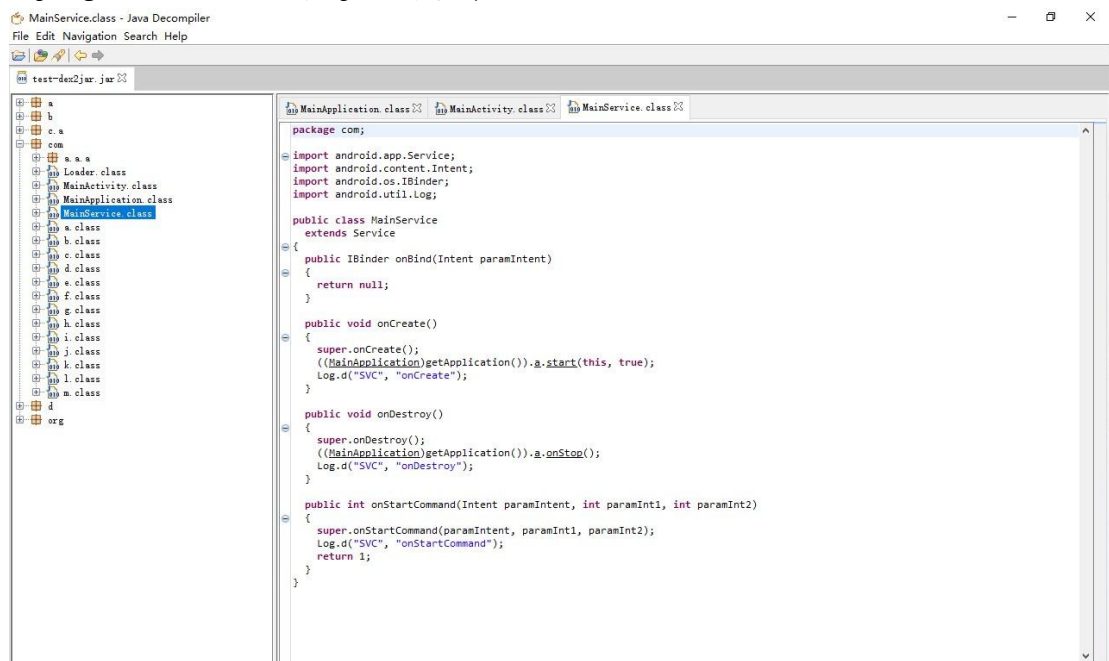 MainService.class - Java Decompiler
File Edit Navigation Search Help
test-dex2jar.jar
a
b
c.a
com
a.a.a
Loader.class
MainActivity.class
MainApplication.class
MainService.class
a.class
b.class
c.class
d.class
e.class
f.class
g.class
h.class
i.class
j.class
k.class
l.class
m.class
d
org
MainApplication.class MainActivity.class MainService.class
package com;
import android.app.Service;
import android.content.Intent;
import android.os.IBinder;
import android.util.Log;
public class MainService
extends Service
{
public IBinder onBind(Intent paramIntent)
{
return null;
}
public void onCreate()
{
super.onCreate();
((MainApplication)getApplication()).a.start(this, true);
Log.d("SVC", "onCreate");
}
public void onDestroy()
{
super.onDestroy();
((MainApplication)getApplication()).a.onStop();
Log.d("SVC", "onDestroy");
}
public int onStartCommand(Intent paramIntent, int paramInt1, int paramInt2)
{
super.onStartCommand(paramIntent, paramInt1, paramInt2);
Log.d("SVC", "onStartCommand");
return 1;
}
}